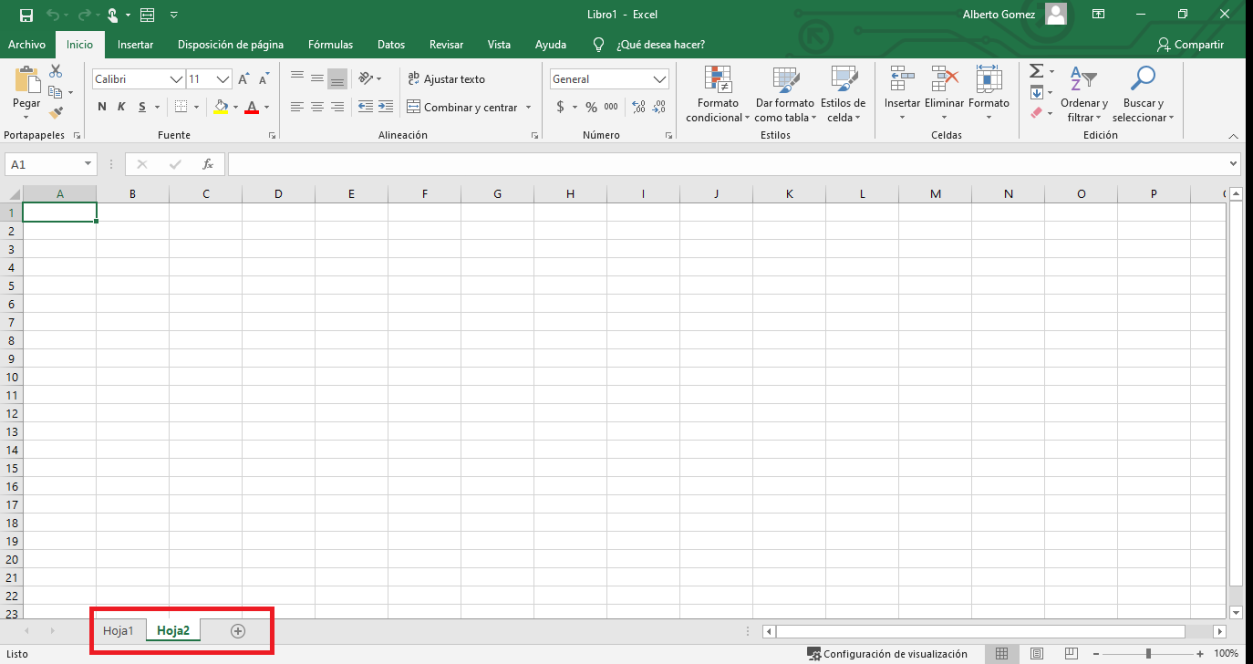 Libro1 - Excel
Alberto Gomez
Archivo Inicio Insertar Disposición de página Fórmulas Datos Revisar Vista Ayuda ¿Qué desea hacer? Compartir
Pegar
Portapapeles
Calibri 11
N K S A
Fuente
Ajustar texto
Combinar y centrar
Alineación
General
$ % 000
Número
Formato condicional
Dar formato como tabla
Estilos de celda
Estilos
Insertar Eliminar Formato
Celdas
Ordenar y filtrar
Buscar y seleccionar
Edición
A1 fx
A B C D E F G H I J K L M N O P
1
2
3
4
5
6
7
8
9
10
11
12
13
14
15
16
17
18
19
20
21
22
23
Hoja1 Hoja2
Listo Configuración de visualización 100%